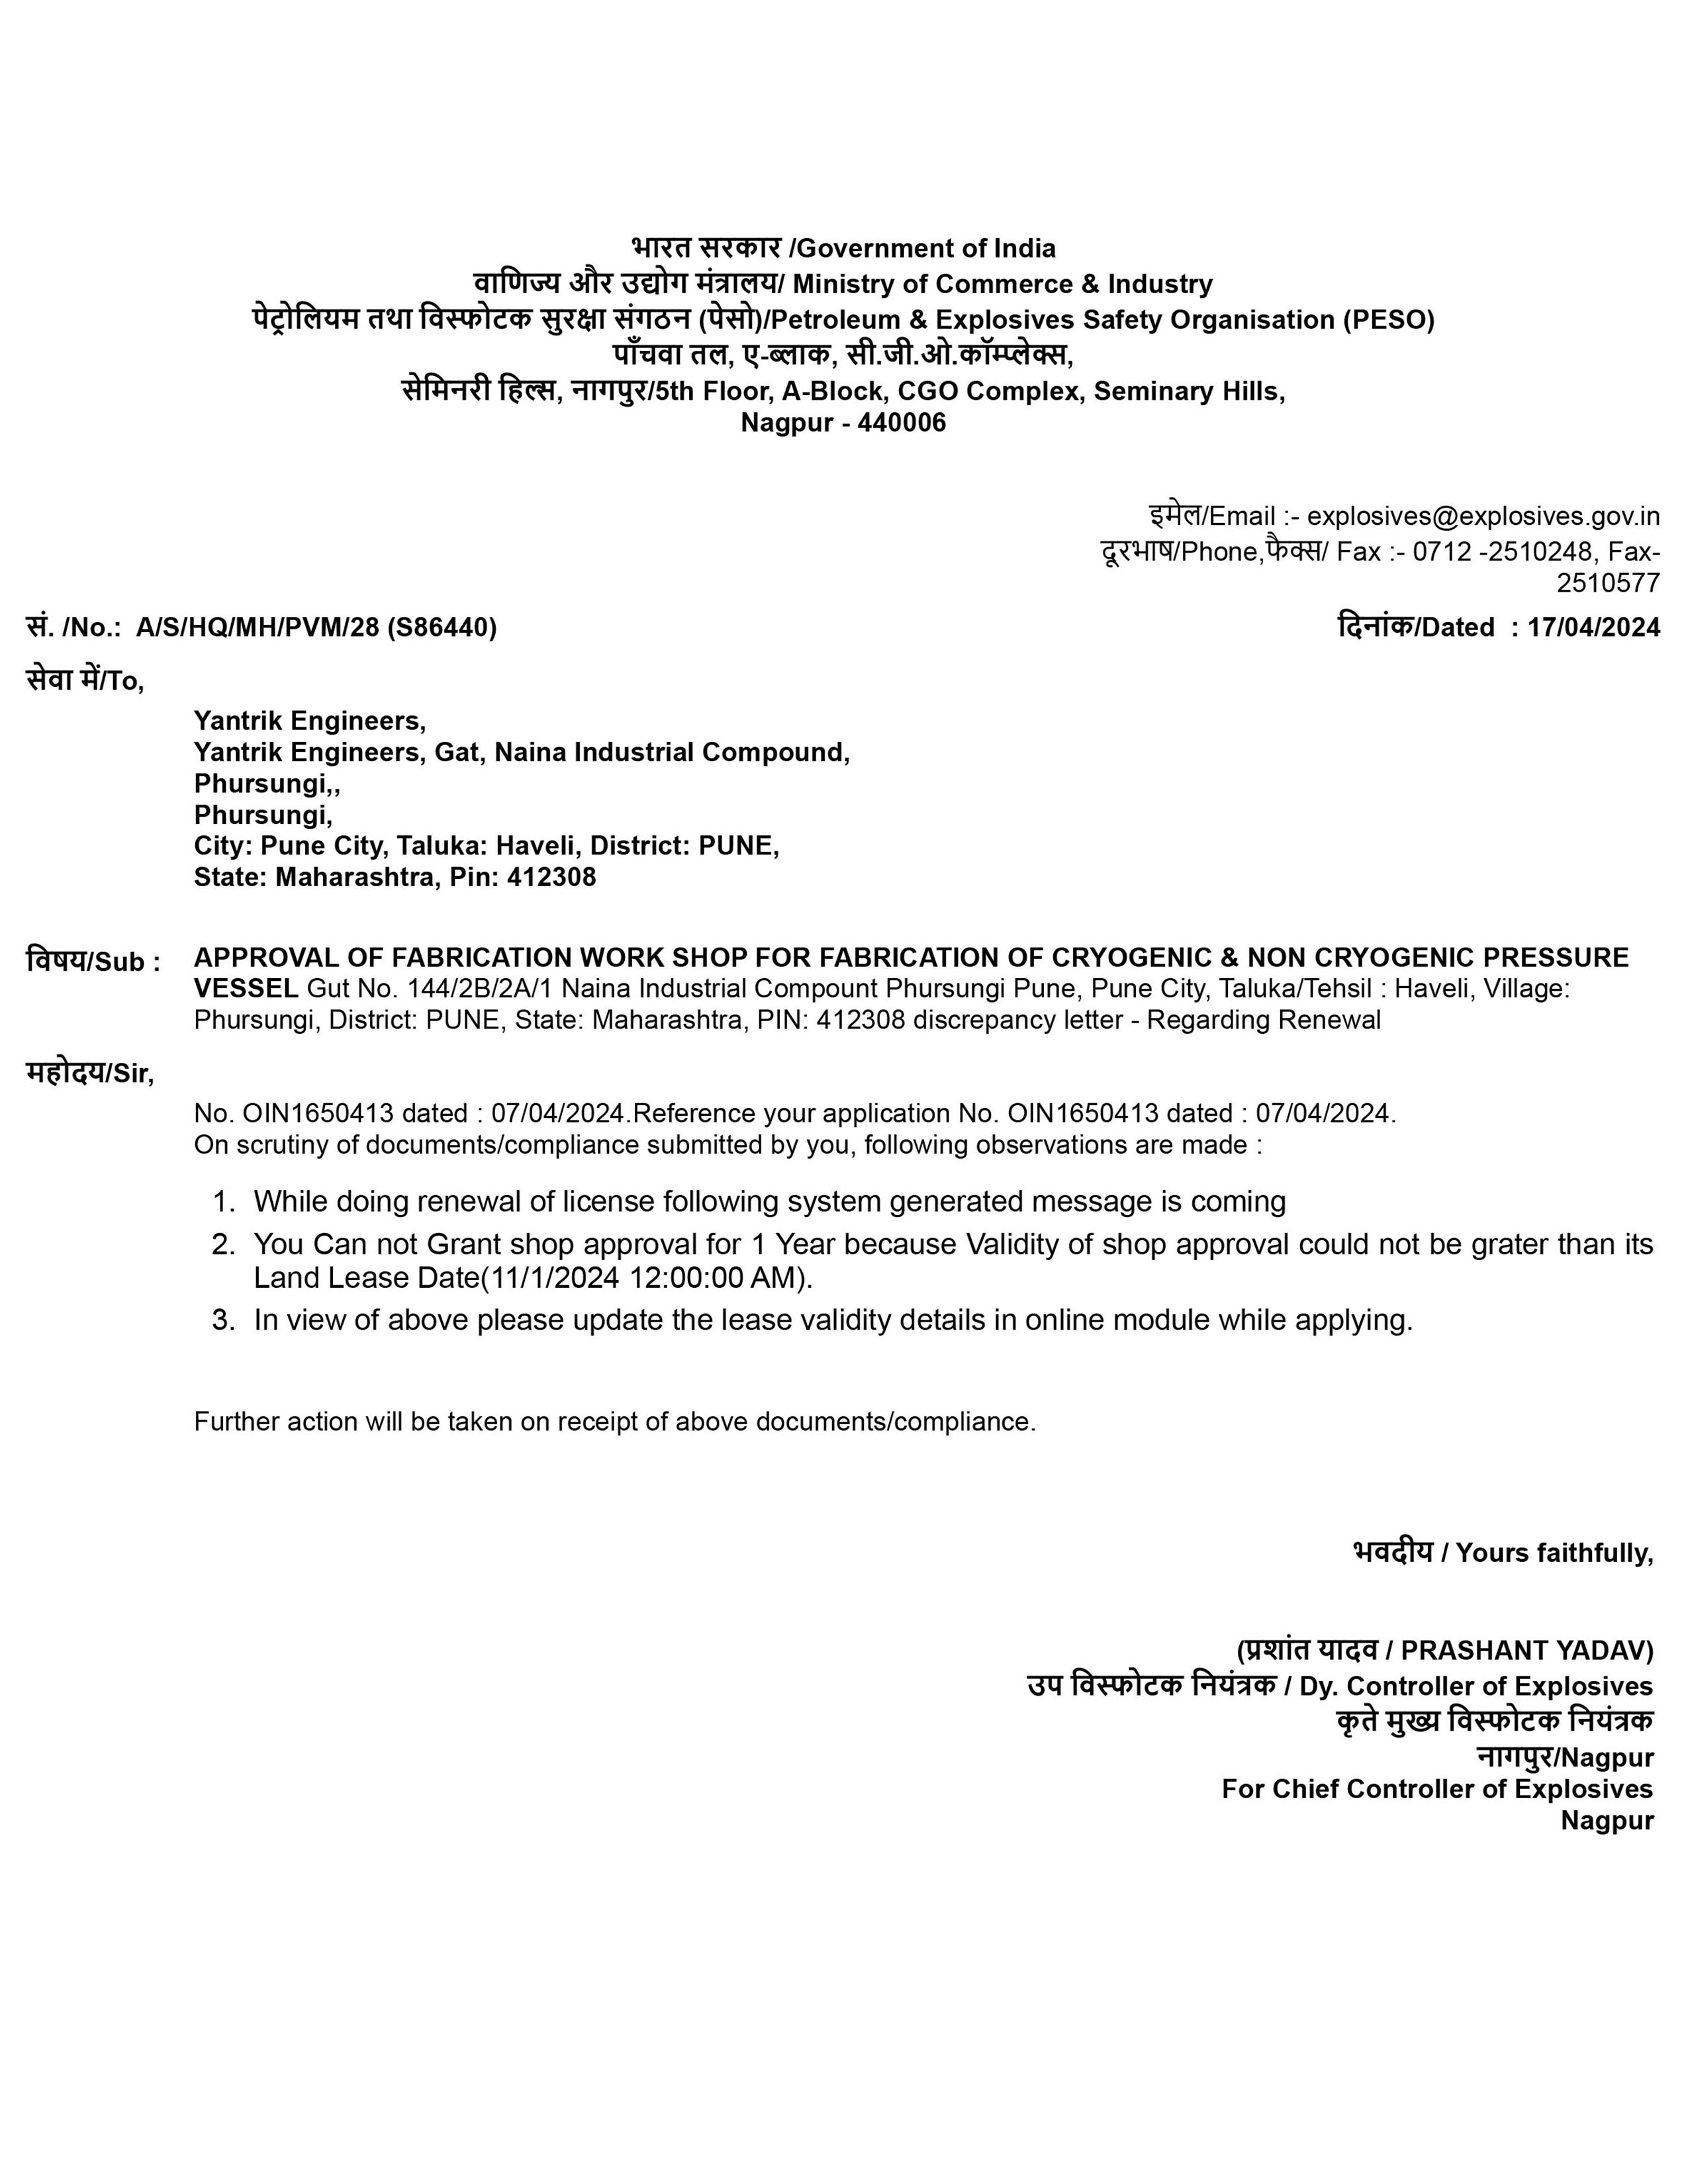 भारत सरकार /Government of India
वाणिज्य और उद्योग मंत्रालय/ Ministry of Commerce & Industry
पेट्रोलियम तथा विस्फोटक सुरक्षा संगठन (पेसो)/Petroleum & Explosives Safety Organisation (PESO)
पाँचवा तल, ए-ब्लाक, सी.जी.ओ.कॉम्प्लेक्स,
सेमिनरी हिल्स, नागपुर/5th Floor, A-Block, CGO Complex, Seminary Hills,
Nagpur - 440006
इमेल/Email :- explosives@explosives.gov.in
दूरभाष/Phone,फैक्स/ Fax :- 0712 -2510248, Fax-
2510577
सं. /No.: A/S/HQ/MH/PVM/28 (S86440) दिनांक/Dated : 17/04/2024
सेवा में/To,
Yantrik Engineers,
Yantrik Engineers, Gat, Naina Industrial Compound,
Phursungi,,
Phursungi,
City: Pune City, Taluka: Haveli, District: PUNE,
State: Maharashtra, Pin: 412308
विषय/Sub : APPROVAL OF FABRICATION WORK SHOP FOR FABRICATION OF CRYOGENIC & NON CRYOGENIC PRESSURE
VESSEL Gut No. 144/2B/2A/1 Naina Industrial Compount Phursungi Pune, Pune City, Taluka/Tehsil : Haveli, Village:
Phursungi, District: PUNE, State: Maharashtra, PIN: 412308 discrepancy letter - Regarding Renewal
महोदय/Sir,
No. OIN1650413 dated : 07/04/2024.Reference your application No. OIN1650413 dated : 07/04/2024.
On scrutiny of documents/compliance submitted by you, following observations are made :
1. While doing renewal of license following system generated message is coming
2. You Can not Grant shop approval for 1 Year because Validity of shop approval could not be grater than its
Land Lease Date(11/1/2024 12:00:00 AM).
3. In view of above please update the lease validity details in online module while applying.
Further action will be taken on receipt of above documents/compliance.
भवदीय / Yours faithfully,
(प्रशांत यादव / PRASHANT YADAV)
उप विस्फोटक नियंत्रक / Dy. Controller of Explosives
कृते मुख्य विस्फोटक नियंत्रक
नागपुर/Nagpur
For Chief Controller of Explosives
Nagpur